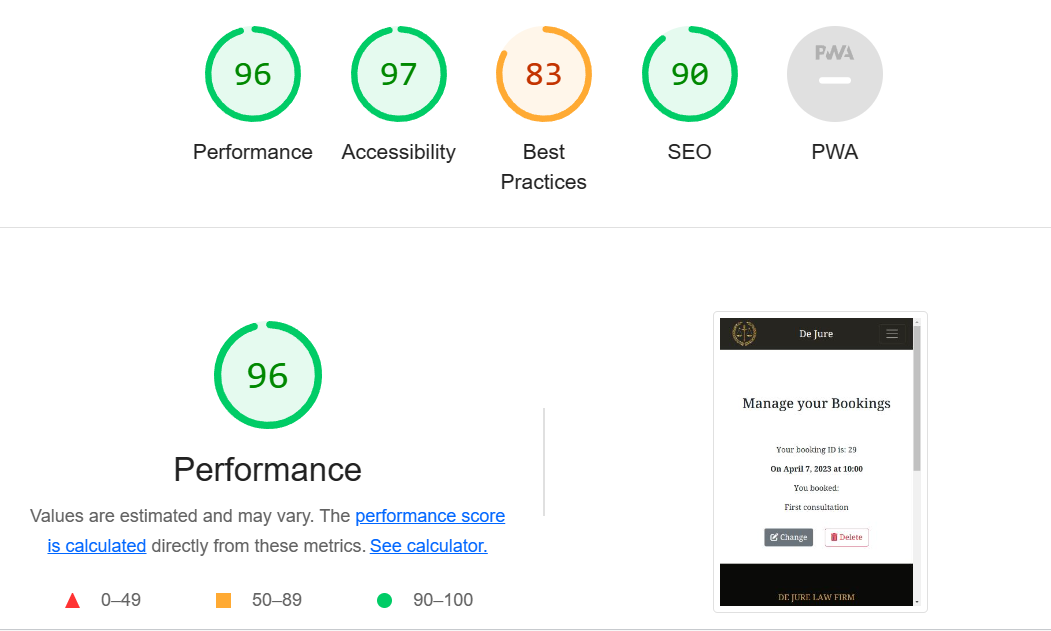 96
97
83
90
PWA
Performance
Accessibility
Best
Practices
SEO
PWA
96
Performance
Values are estimated and may vary. The performance score
is calculated directly from these metrics. See calculator.
0–49
50–89
90–100
De Jure
Manage your Bookings
Your booking ID is: 29
On April 7, 2023 at 10:00
You booked:
First consultation
Change
Delete
DE JURE LAW FIRM